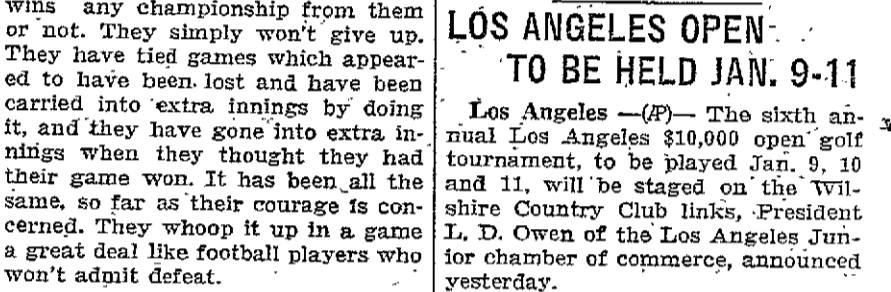 wins any championship from them
or not. They simply won't give up.
They have tied games which appear-
ed to have been lost and have been
carried into extra innings by doing
it, and they have gone into extra in-
nings when they thought they had
their game won. It has been all the
same, so far as their courage is con-
cerned. They whoop it up in a game
a great deal like football players who
won't admit defeat.
LOS ANGELES OPEN
TO BE HELD JAN. 9-11
Los Angeles —(AP)— The sixth an-
nual Los Angeles $10,000 open golf
tournament, to be played Jan. 9, 10
and 11, will be staged on the Wil-
shire Country Club links, President
L. D. Owen of the Los Angeles Jun-
ior chamber of commerce, announced
yesterday.